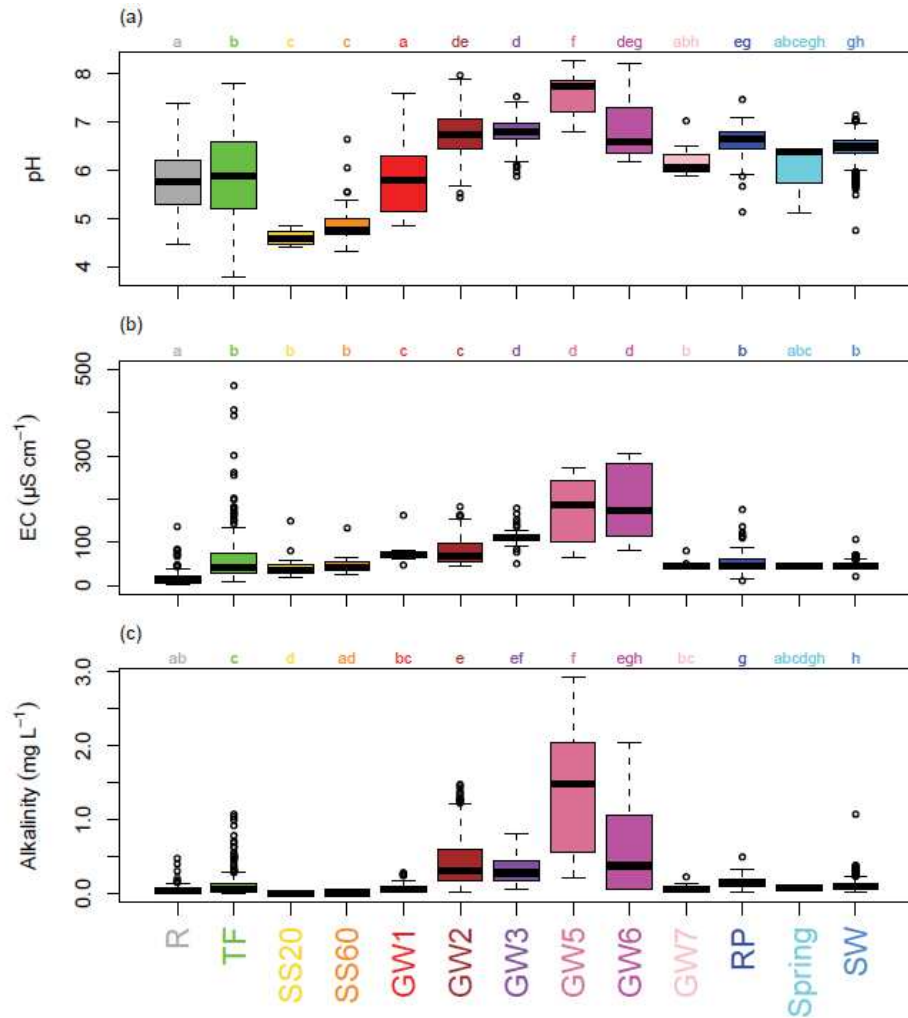 (a)
a b c c a de d f deg abh eg abcegh gh
8
7
6
5
4
pH
(b)
a b b b c c d d d b b abc b
500
300
100
0
EC (µS cm⁻¹)
(c)
ab c d ad bc e ef f egh bc g abcdgh h
3.0
2.0
1.0
0.0
Alkalinity (mg L⁻¹)
R TF SS20 SS60 GW1 GW2 GW3 GW5 GW6 GW7 RP Spring SW